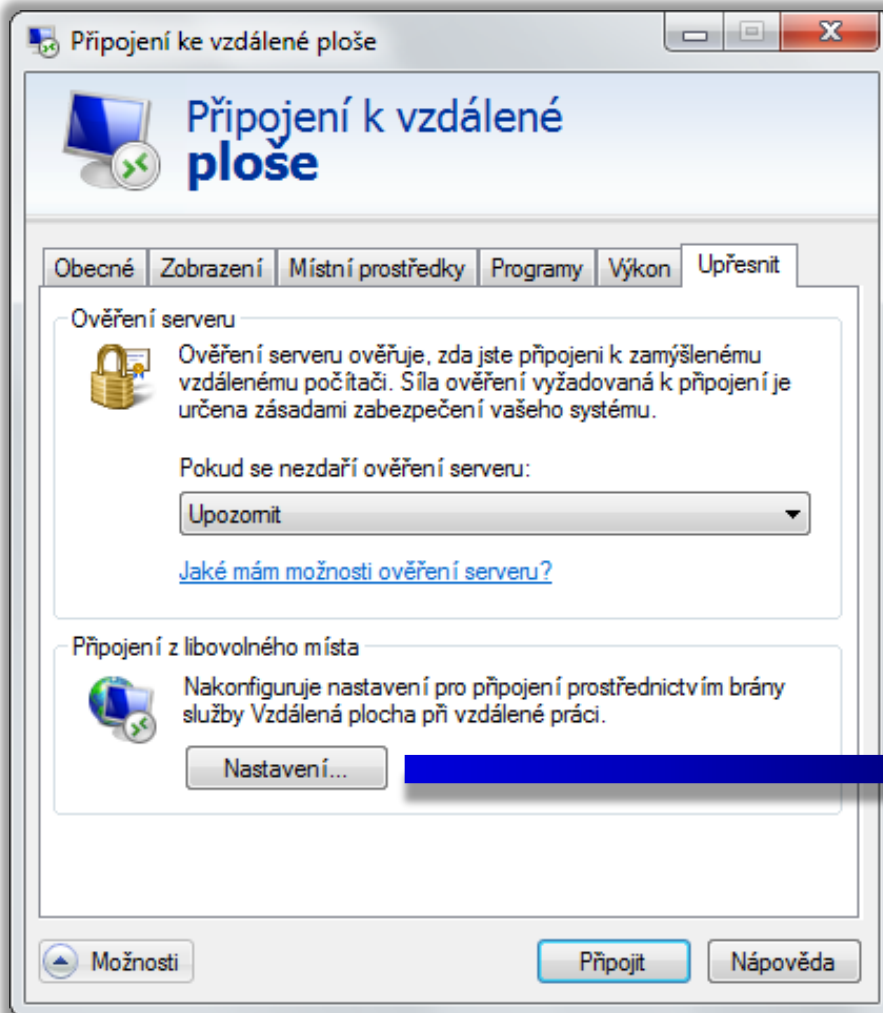 Připojení ke vzdálené ploše
Připojení k vzdálené
ploše
Obecné Zobrazení Místní prostředky Programy Výkon Upřesnit
Ověření serveru
Ověření serveru ověřuje, zda jste připojeni k zamýšlenému
vzdálenému počítači. Síla ověření vyžadovaná k připojení je
určena zásadami zabezpečení vašeho systému.
Pokud se nezdaří ověření serveru:
Upozornit
Jaké mám možnosti ověření serveru?
Připojení z libovolného místa
Nakonfiguruje nastavení pro připojení prostřednictvím brány
služby Vzdálená plocha při vzdálené práci.
Nastavení...
Možnosti Připojit Nápověda